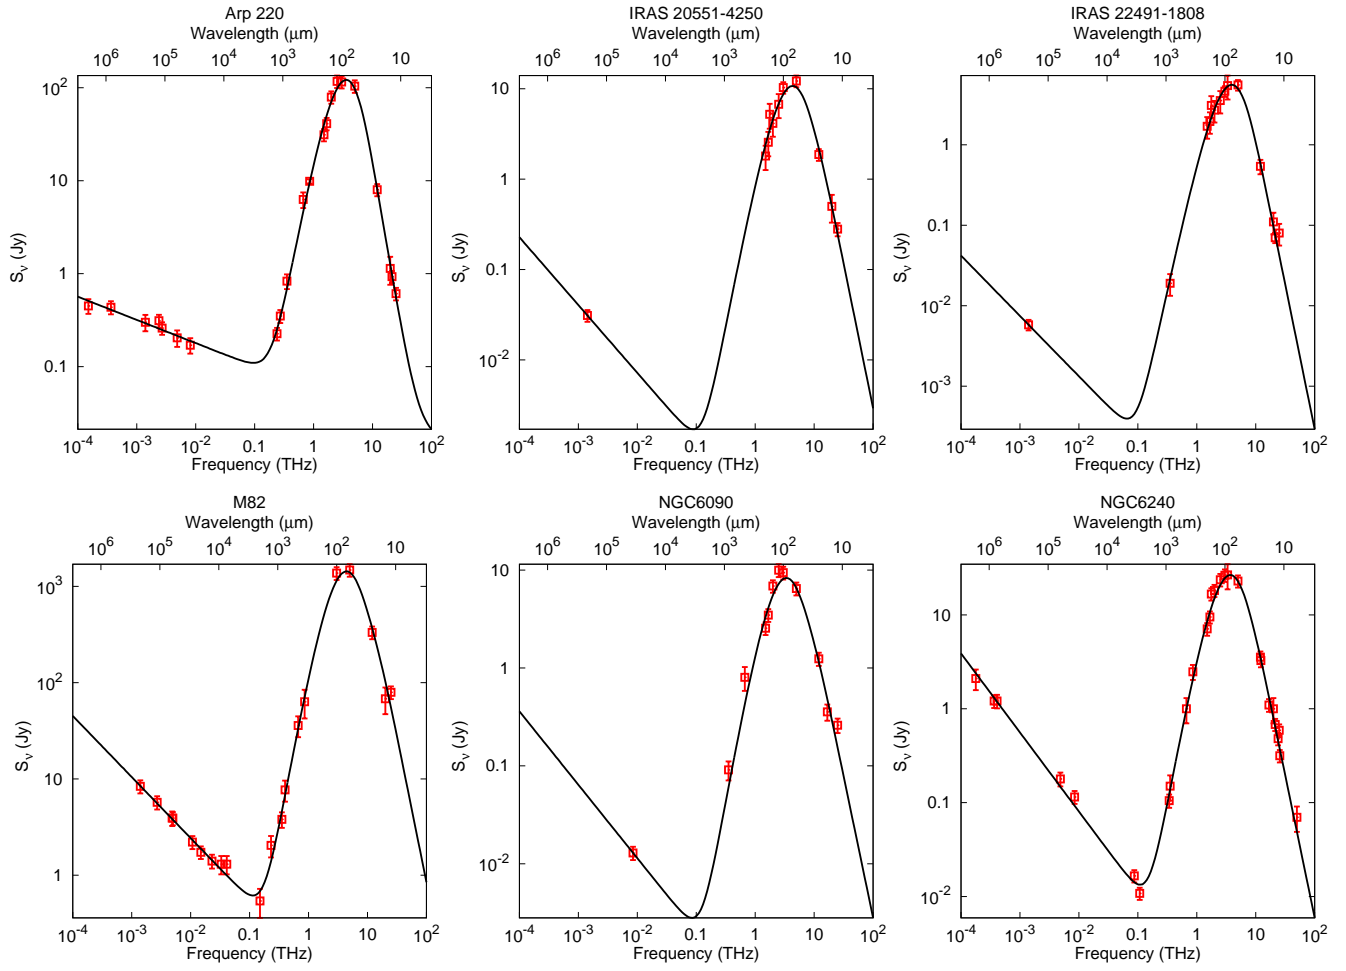 Arp 220
Wavelength (μm)
10⁶ 10⁵ 10⁴ 10³ 10² 10
10² 10 1 0.1
S_ν (Jy)
10⁻⁴ 10⁻³ 10⁻² 0.1 1 10 10²
Frequency (THz)
IRAS 20551-4250
Wavelength (μm)
10⁶ 10⁵ 10⁴ 10³ 10² 10
10 1 0.1 10⁻²
S_ν (Jy)
10⁻⁴ 10⁻³ 10⁻² 0.1 1 10 10²
Frequency (THz)
IRAS 22491-1808
Wavelength (μm)
10⁶ 10⁵ 10⁴ 10³ 10² 10
1 0.1 10⁻² 10⁻³
S_ν (Jy)
10⁻⁴ 10⁻³ 10⁻² 0.1 1 10 10²
Frequency (THz)
M82
Wavelength (μm)
10⁶ 10⁵ 10⁴ 10³ 10² 10
10³ 10² 10 1
S_ν (Jy)
10⁻⁴ 10⁻³ 10⁻² 0.1 1 10 10²
Frequency (THz)
NGC6090
Wavelength (μm)
10⁶ 10⁵ 10⁴ 10³ 10² 10
10 1 0.1 10⁻²
S_ν (Jy)
10⁻⁴ 10⁻³ 10⁻² 0.1 1 10 10²
Frequency (THz)
NGC6240
Wavelength (μm)
10⁶ 10⁵ 10⁴ 10³ 10² 10
10 1 0.1 10⁻²
S_ν (Jy)
10⁻⁴ 10⁻³ 10⁻² 0.1 1 10 10²
Frequency (THz)